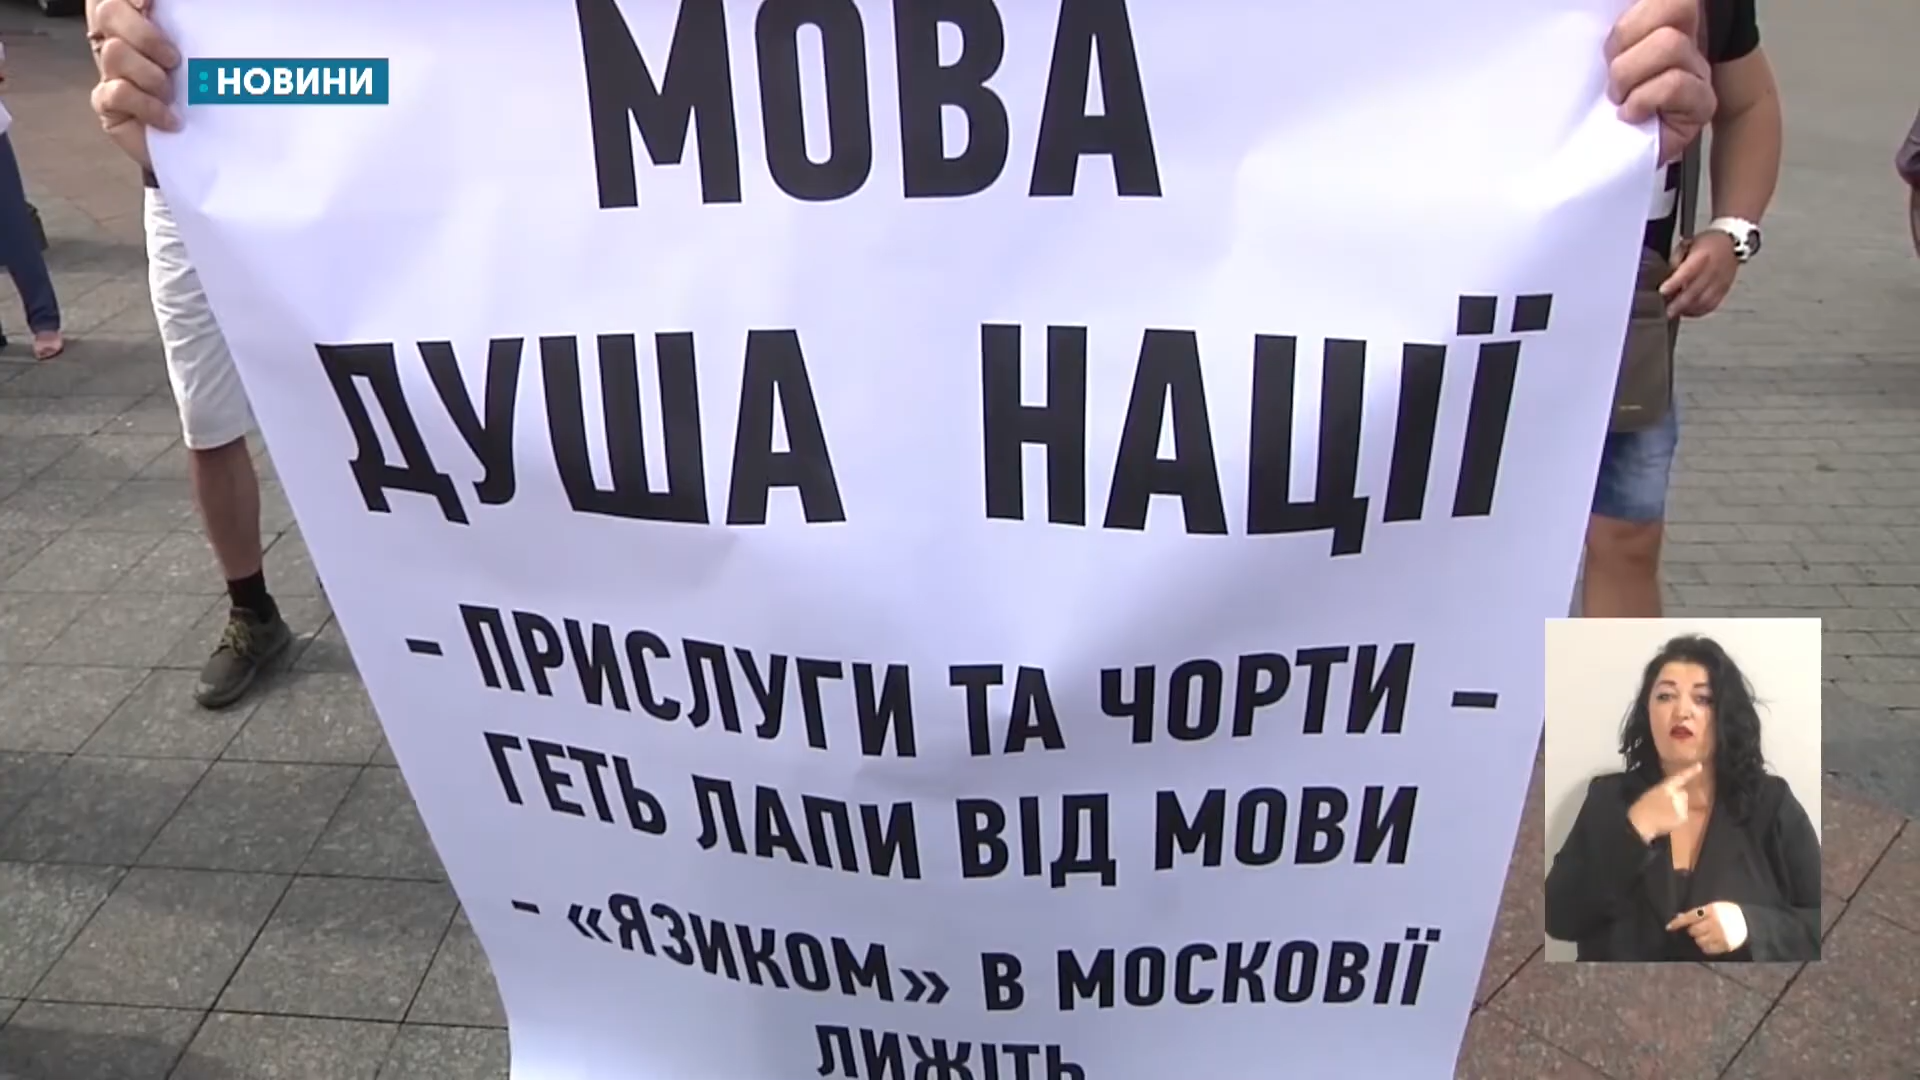 :НОВИНИ
МОВА
ДУША НАЦІЇ
- ПРИСЛУГИ ТА ЧОРТИ -
ГЕТЬ ЛАПИ ВІД МОВИ
- «ЯЗИКОМ» В МОСКОВІЇ
ЛИЖІТЬ